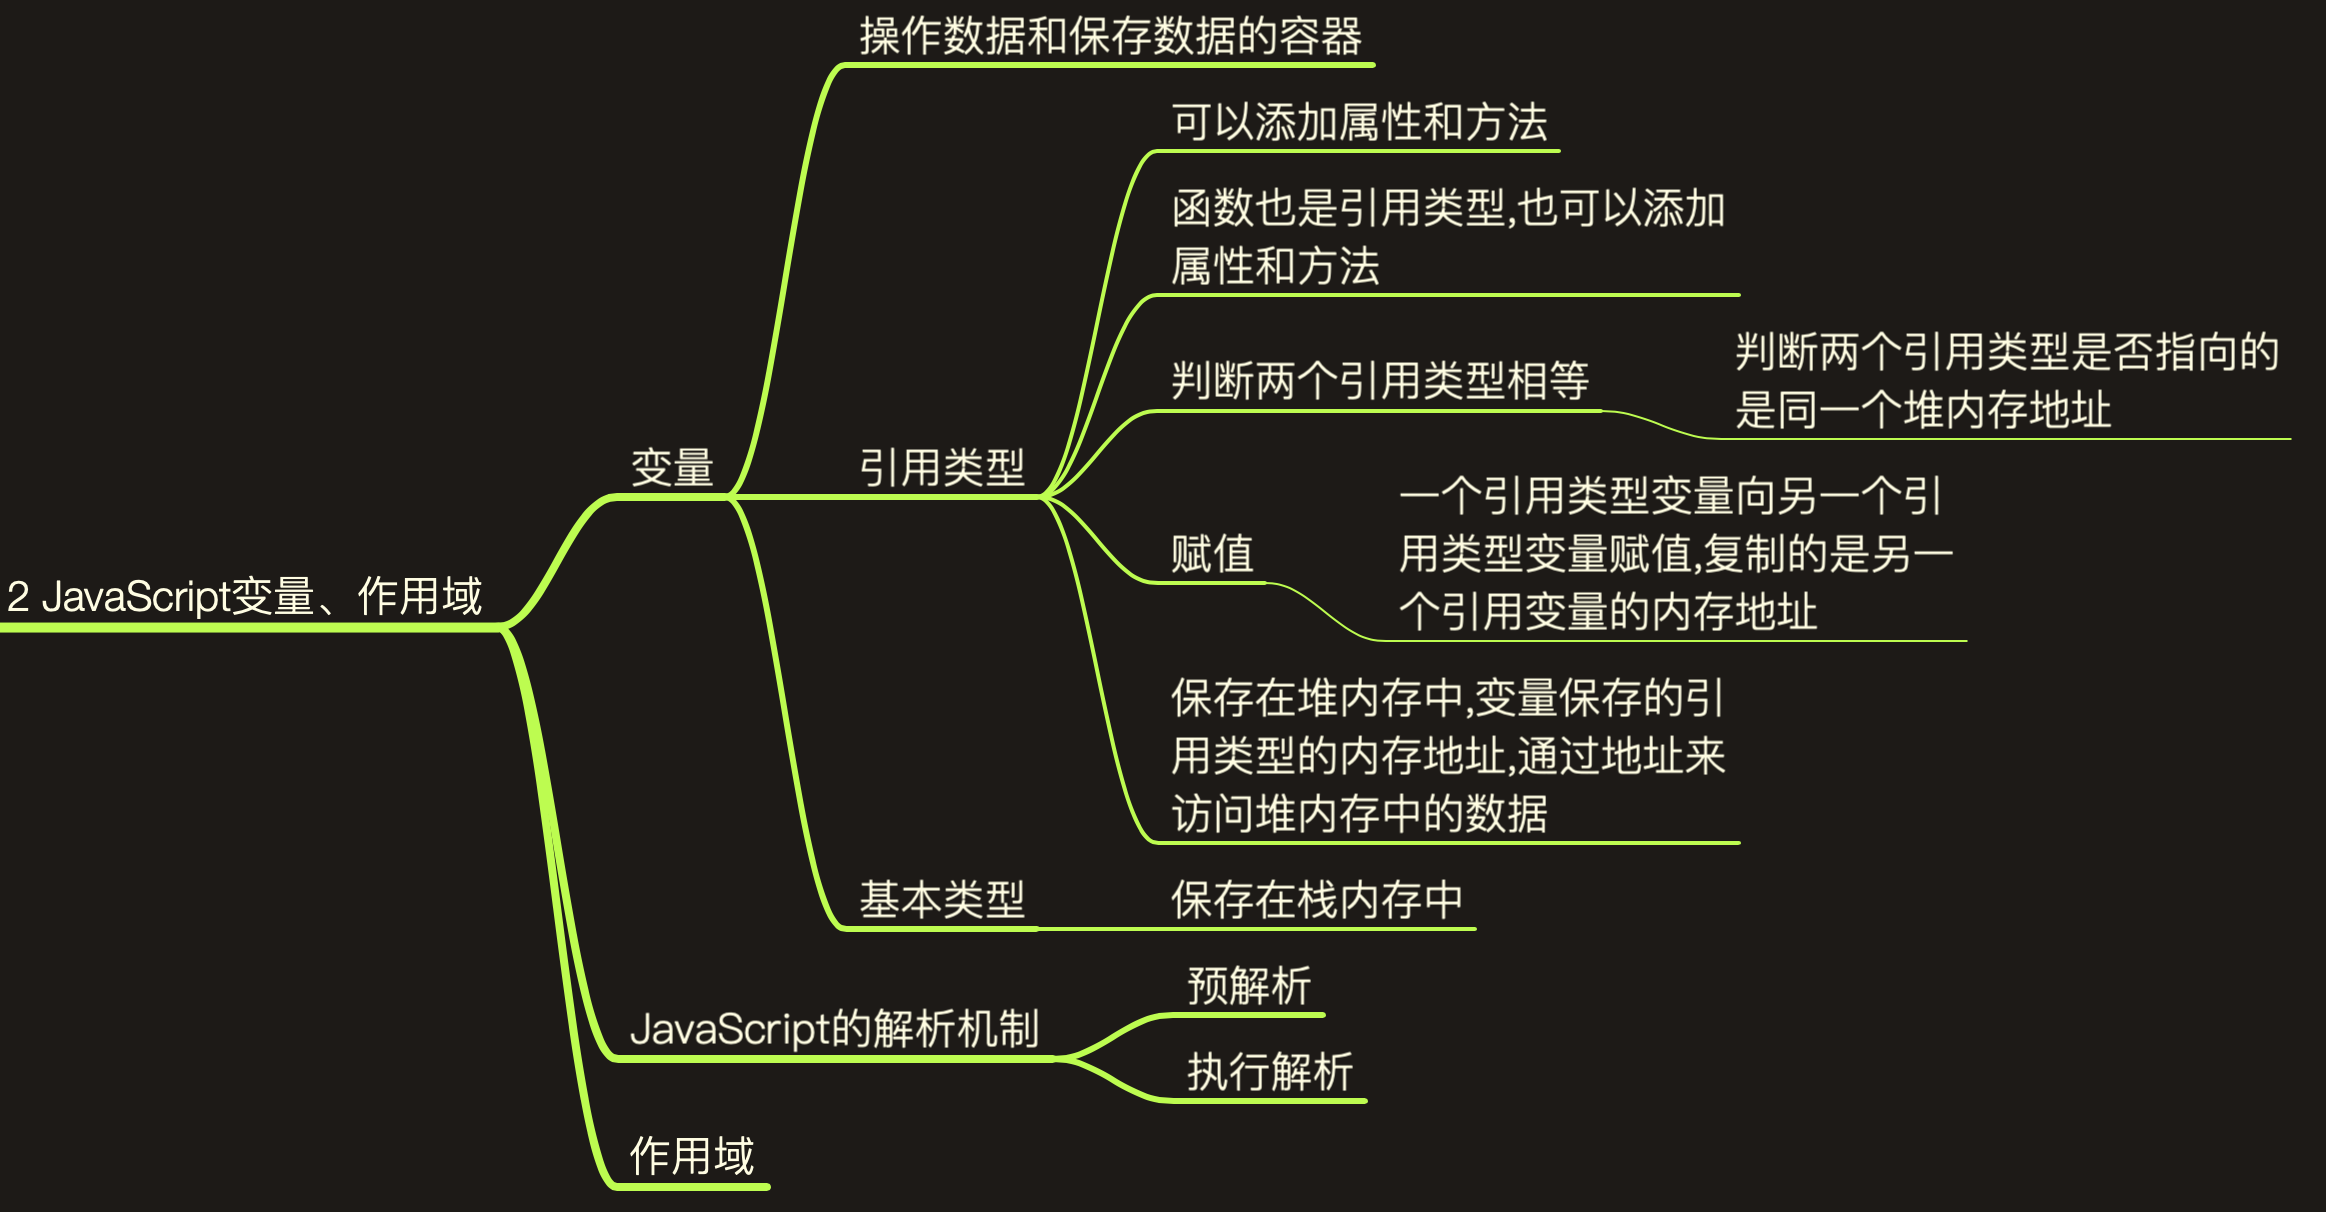 2 JavaScript变量、作用域
变量
操作数据和保存数据的容器
引用类型
可以添加属性和方法
函数也是引用类型,也可以添加
属性和方法
判断两个引用类型相等
判断两个引用类型是否指向的
是同一个堆内存地址
赋值
一个引用类型变量向另一个引
用类型变量赋值,复制的是另一
个引用变量的内存地址
保存在堆内存中,变量保存的引
用类型的内存地址,通过地址来
访问堆内存中的数据
基本类型
保存在栈内存中
JavaScript的解析机制
预解析
执行解析
作用域